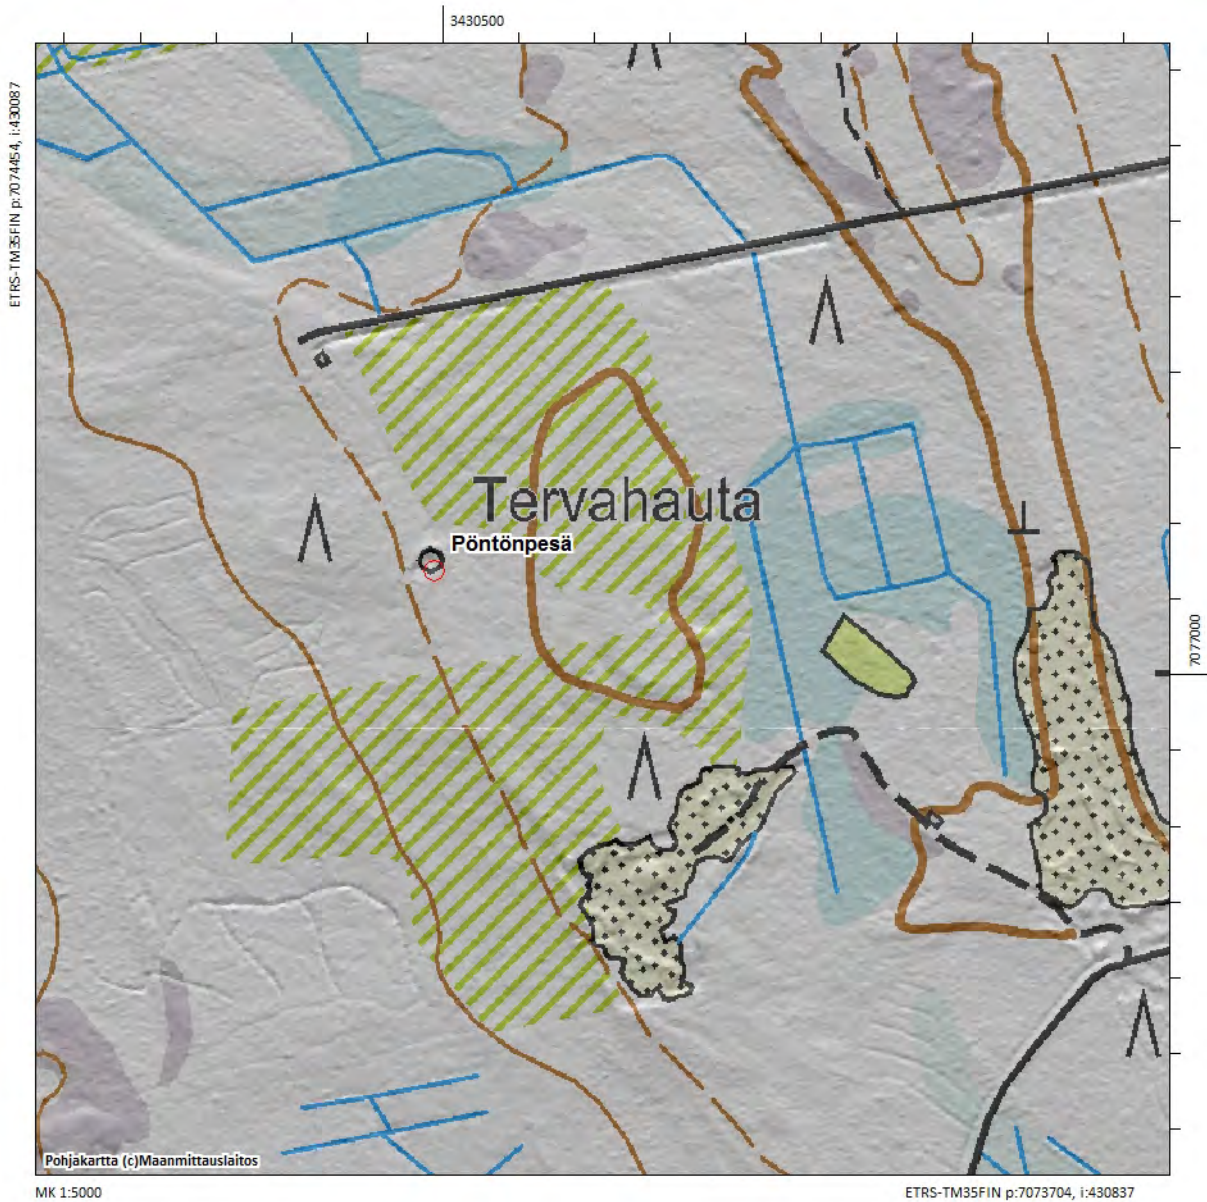 3430500
ETRS-TM35FIN p:7074454, i:430087
Tervahauta
Pöntönpesä
7077000
Pohjakartta (c)Maanmittauslaitos
MK 1:5000
ETRS-TM35FIN p:7073704, i:430837